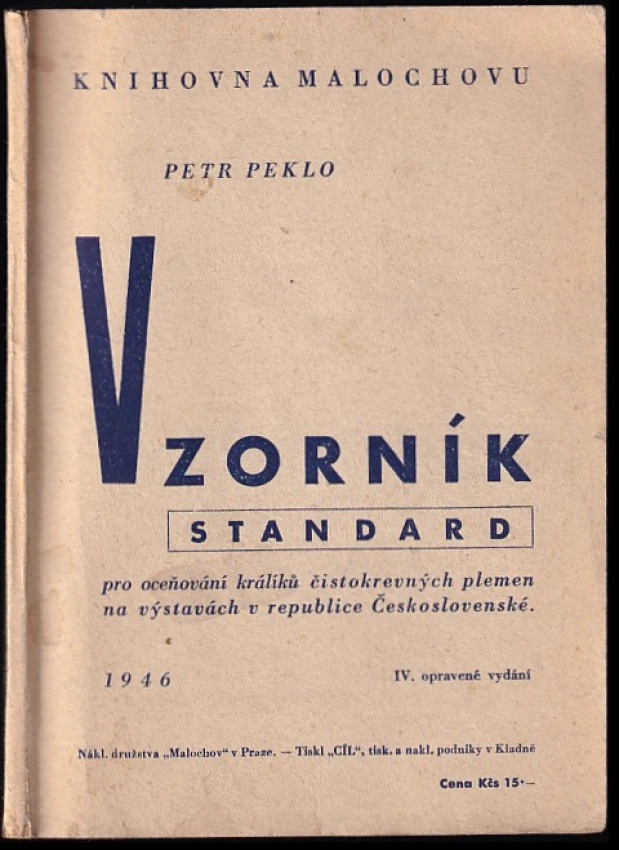 KNIHOVNA MALOCHOVU
PETR PEKLO
VZORNÍK
STANDARD
pro oceňování králíků čistokrevných plemen
na výstavách v republice Československé.
1946 IV. opravené vydání
Nákl. družstva „Malochov" v Praze. — Tiskl „CÍL", tisk. a nakl. podniky v Kladně
Cena Kčs 15·—